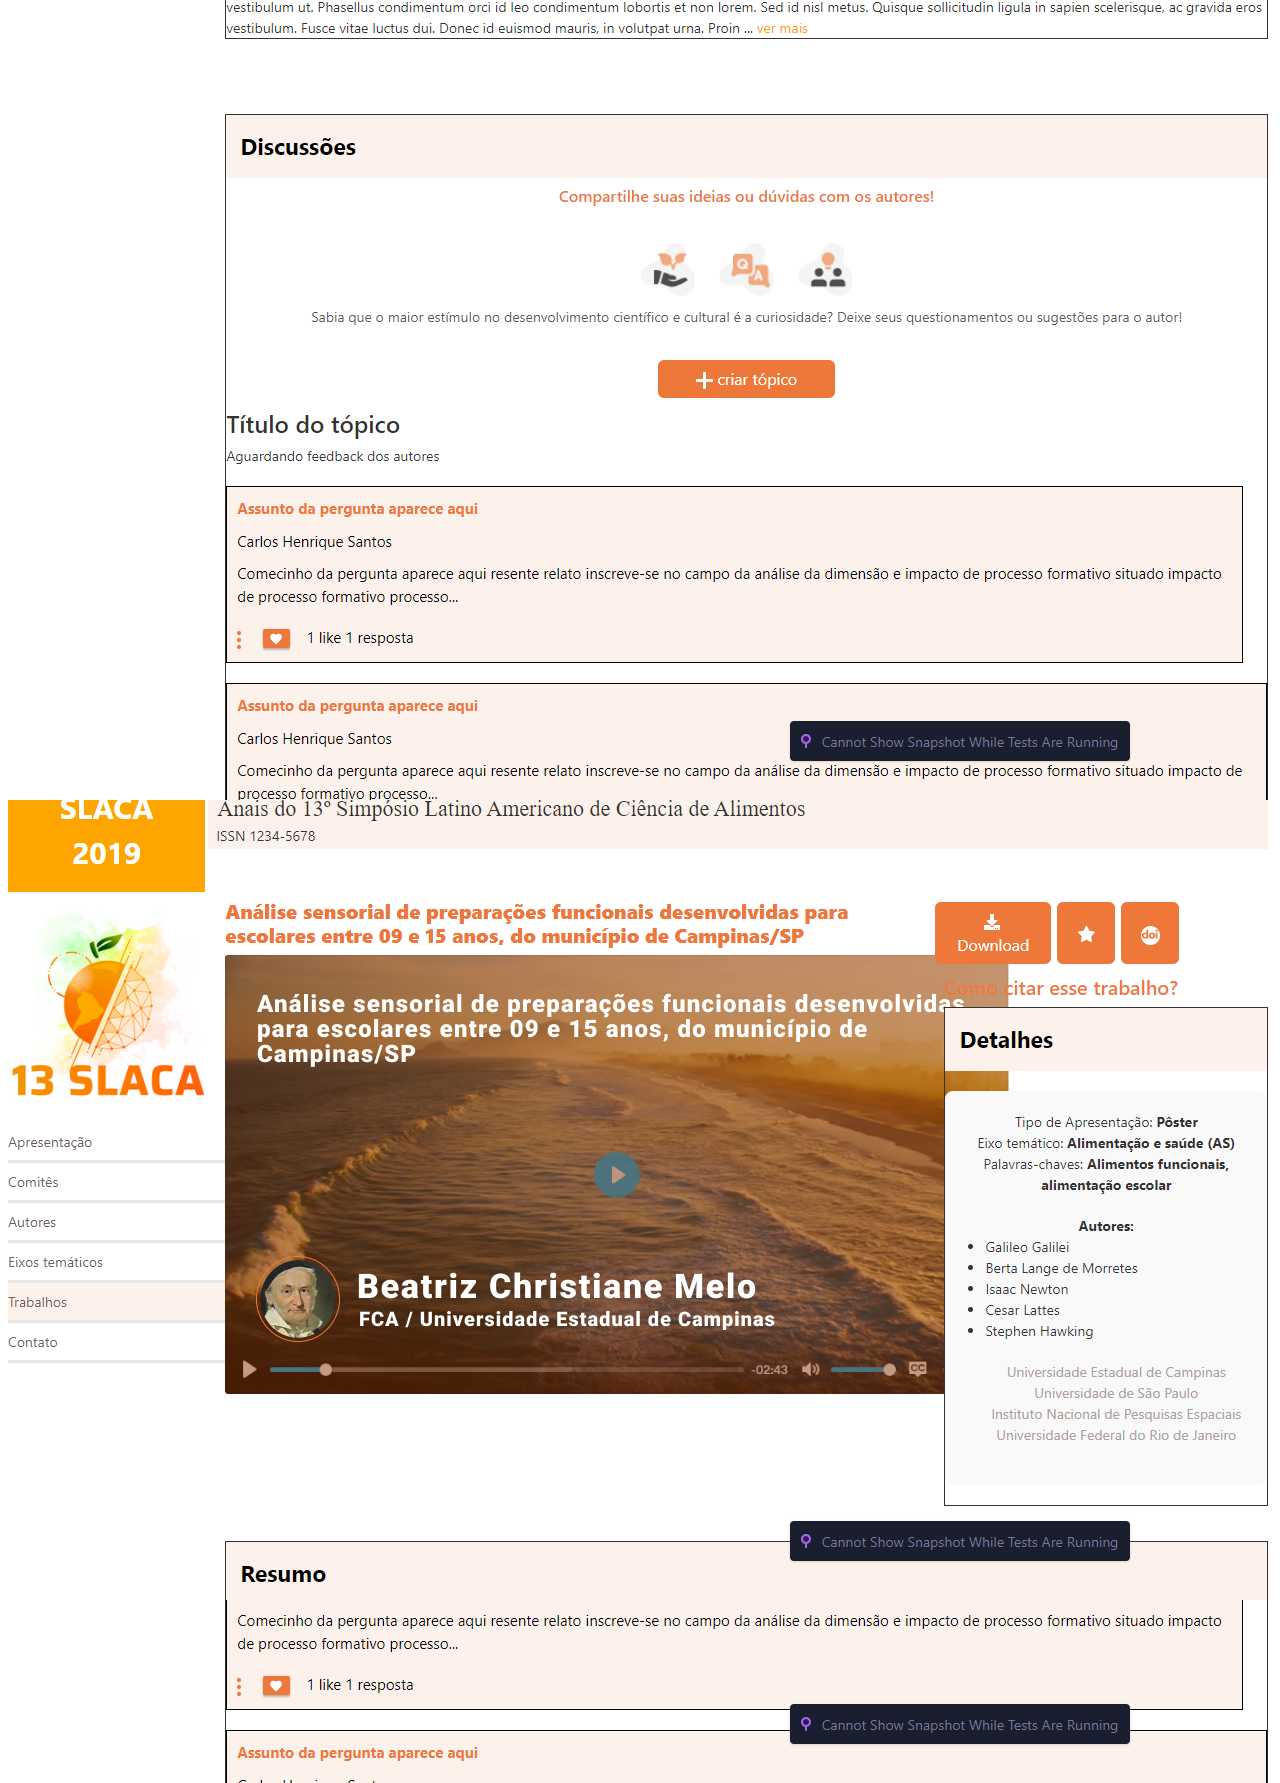 vestibulum ut. Phasellus condimentum orci id leo condimentum lobortis et non lorem. Sed id nisl metus. Quisque sollicitudin ligula in sapien scelerisque, ac gravida eros
vestibulum. Fusce vitae luctus dui. Donec id euismod mauris, in volutpat urna. Proin ... ver mais
Discussões
Compartilhe suas ideias ou dúvidas com os autores!
Q
A
Sabia que o maior estímulo no desenvolvimento científico e cultural é a curiosidade? Deixe seus questionamentos ou sugestões para o autor!
criar tópico
Título do tópico
Aguardando feedback dos autores
Assunto da pergunta aparece aqui
Carlos Henrique Santos
Comecinho da pergunta aparece aqui resente relato inscreve-se no campo da análise da dimensão e impacto de processo formativo situado impacto
de processo formativo processo...
1 like 1 resposta
Assunto da pergunta aparece aqui
Carlos Henrique Santos
Cannot Show Snapshot While Tests Are Running
Comecinho da pergunta aparece aqui resente relato inscreve-se no campo da análise da dimensão e impacto de processo formativo situado impacto de
processo formativo processo...
SLACA
2019
Anais do 13º Simpósio Latino Americano de Ciência de Alimentos
ISSN 1234-5678
13 SLACA
Apresentação
Comitês
Autores
Eixos temáticos
Trabalhos
Contato
Análise sensorial de preparações funcionais desenvolvidas para
escolares entre 09 e 15 anos, do município de Campinas/SP
Análise sensorial de preparações funcionais desenvolvidas
para escolares entre 09 e 15 anos, do município de
Campinas/SP
Beatriz Christiane Melo
FCA / Universidade Estadual de Campinas
-02:43
CC
Download
doi
Como citar esse trabalho?
Detalhes
Tipo de Apresentação: Pôster
Eixo temático: Alimentação e saúde (AS)
Palavras-chaves: Alimentos funcionais,
alimentação escolar
Autores:
Galileo Galilei
Berta Lange de Morretes
Isaac Newton
Cesar Lattes
Stephen Hawking
Universidade Estadual de Campinas
Universidade de São Paulo
Instituto Nacional de Pesquisas Espaciais
Universidade Federal do Rio de Janeiro
Cannot Show Snapshot While Tests Are Running
Resumo
Comecinho da pergunta aparece aqui resente relato inscreve-se no campo da análise da dimensão e impacto de processo formativo situado impacto
de processo formativo processo...
1 like 1 resposta
Cannot Show Snapshot While Tests Are Running
Assunto da pergunta aparece aqui